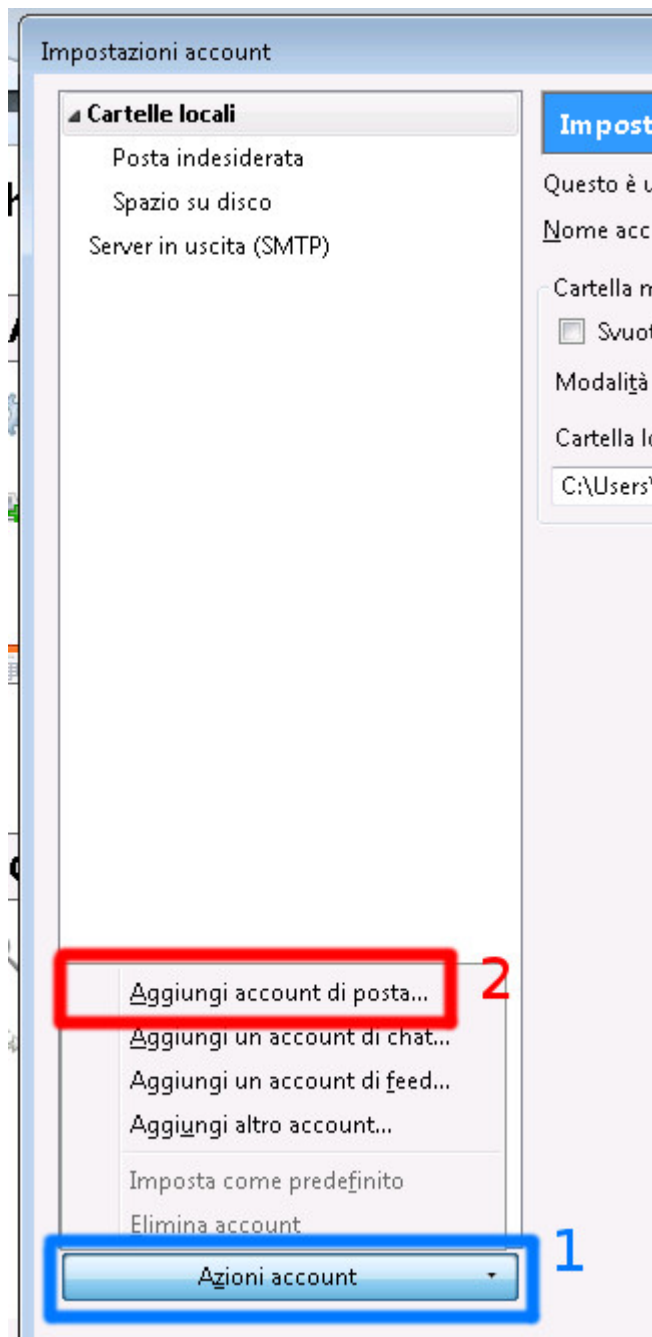 Impostazioni account
Cartelle locali
Posta indesiderata
Spazio su disco
Server in uscita (SMTP)
Impost
Questo è u
Nome acc
Cartella m
Svuot
Modalità
Cartella lo
C:\Users\
Aggiungi account di posta...
2
Aggiungi un account di chat...
Aggiungi un account di feed...
Aggiungi altro account...
Imposta come predefinito
Elimina account
Azioni account
1